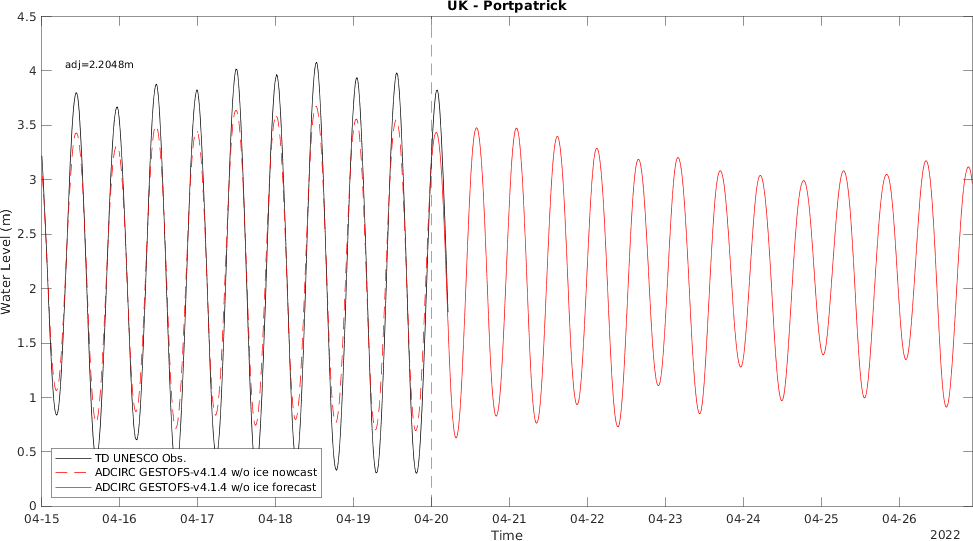 UK - Portpatrick
4.5
4
3.5
3
2.5
2
1.5
1
0.5
0
Water Level (m)
adj=2.2048m
TD UNESCO Obs.
ADCIRC GESTOFS-v4.1.4 w/o ice nowcast
ADCIRC GESTOFS-v4.1.4 w/o ice forecast
04-15 04-16 04-17 04-18 04-19 04-20 04-21 04-22 04-23 04-24 04-25 04-26
Time
2022